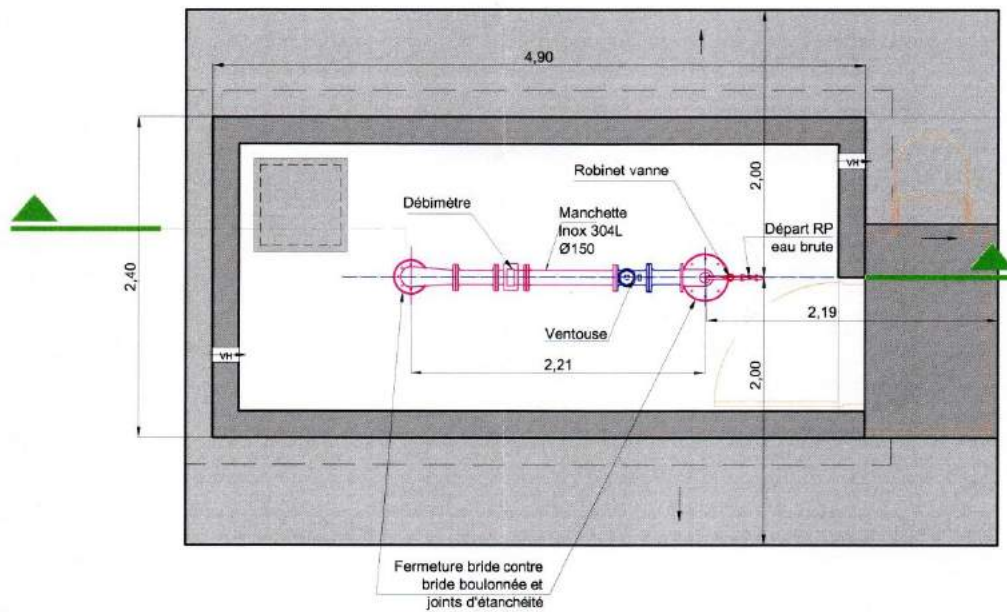 4,90
2,00
VH
Robinet vanne
Débimètre
Manchette
Inox 304L
Ø150
Départ RP
eau brute
2,40
2,19
Ventouse
VH
2,21
2,00
Fermeture bride contre
bride boulonnée et
joints d'étanchéité